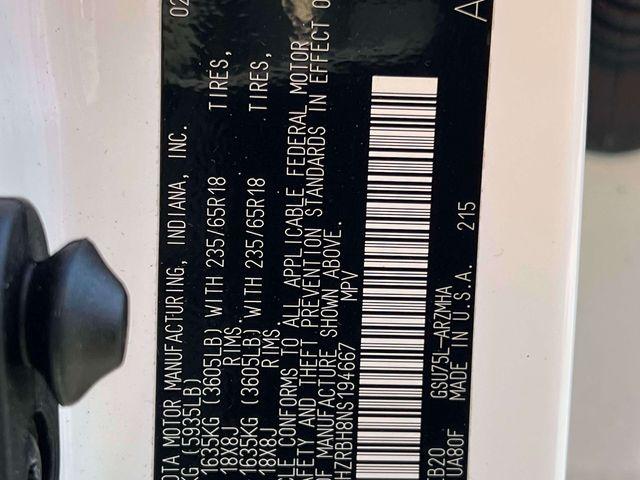 OTA MOTOR MANUFACTURING, INDIANA, INC. 02
KG (5935LB)
1635KG (3605LB) WITH 235/65R18 TIRES,
18X8J RIMS.
1635KG (3605LB) WITH 235/65R18 TIRES,
18X8J RIMS.
CLE CONFORMS TO ALL APPLICABLE FEDERAL MOTOR
AFETY AND THEFT PREVENTION STANDARDS IN EFFECT O
OF MANUFACTURE SHOWN ABOVE.
HZRBH8NS194667 MPV
EB20 GSU75L-ARZMHA
UA80F MADE IN U.S.A. 215 A